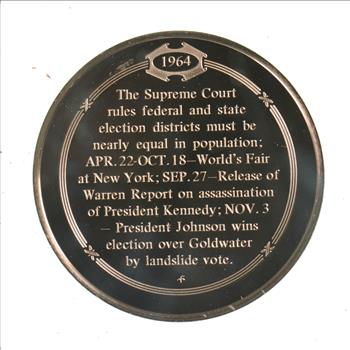 1964
The Supreme Court
rules federal and state
election districts must be
nearly equal in population;
APR. 22-OCT. 18—World's Fair
at New York; SEP. 27—Release of
Warren Report on assassination
of President Kennedy; NOV. 3
— President Johnson wins
election over Goldwater
by landslide vote.